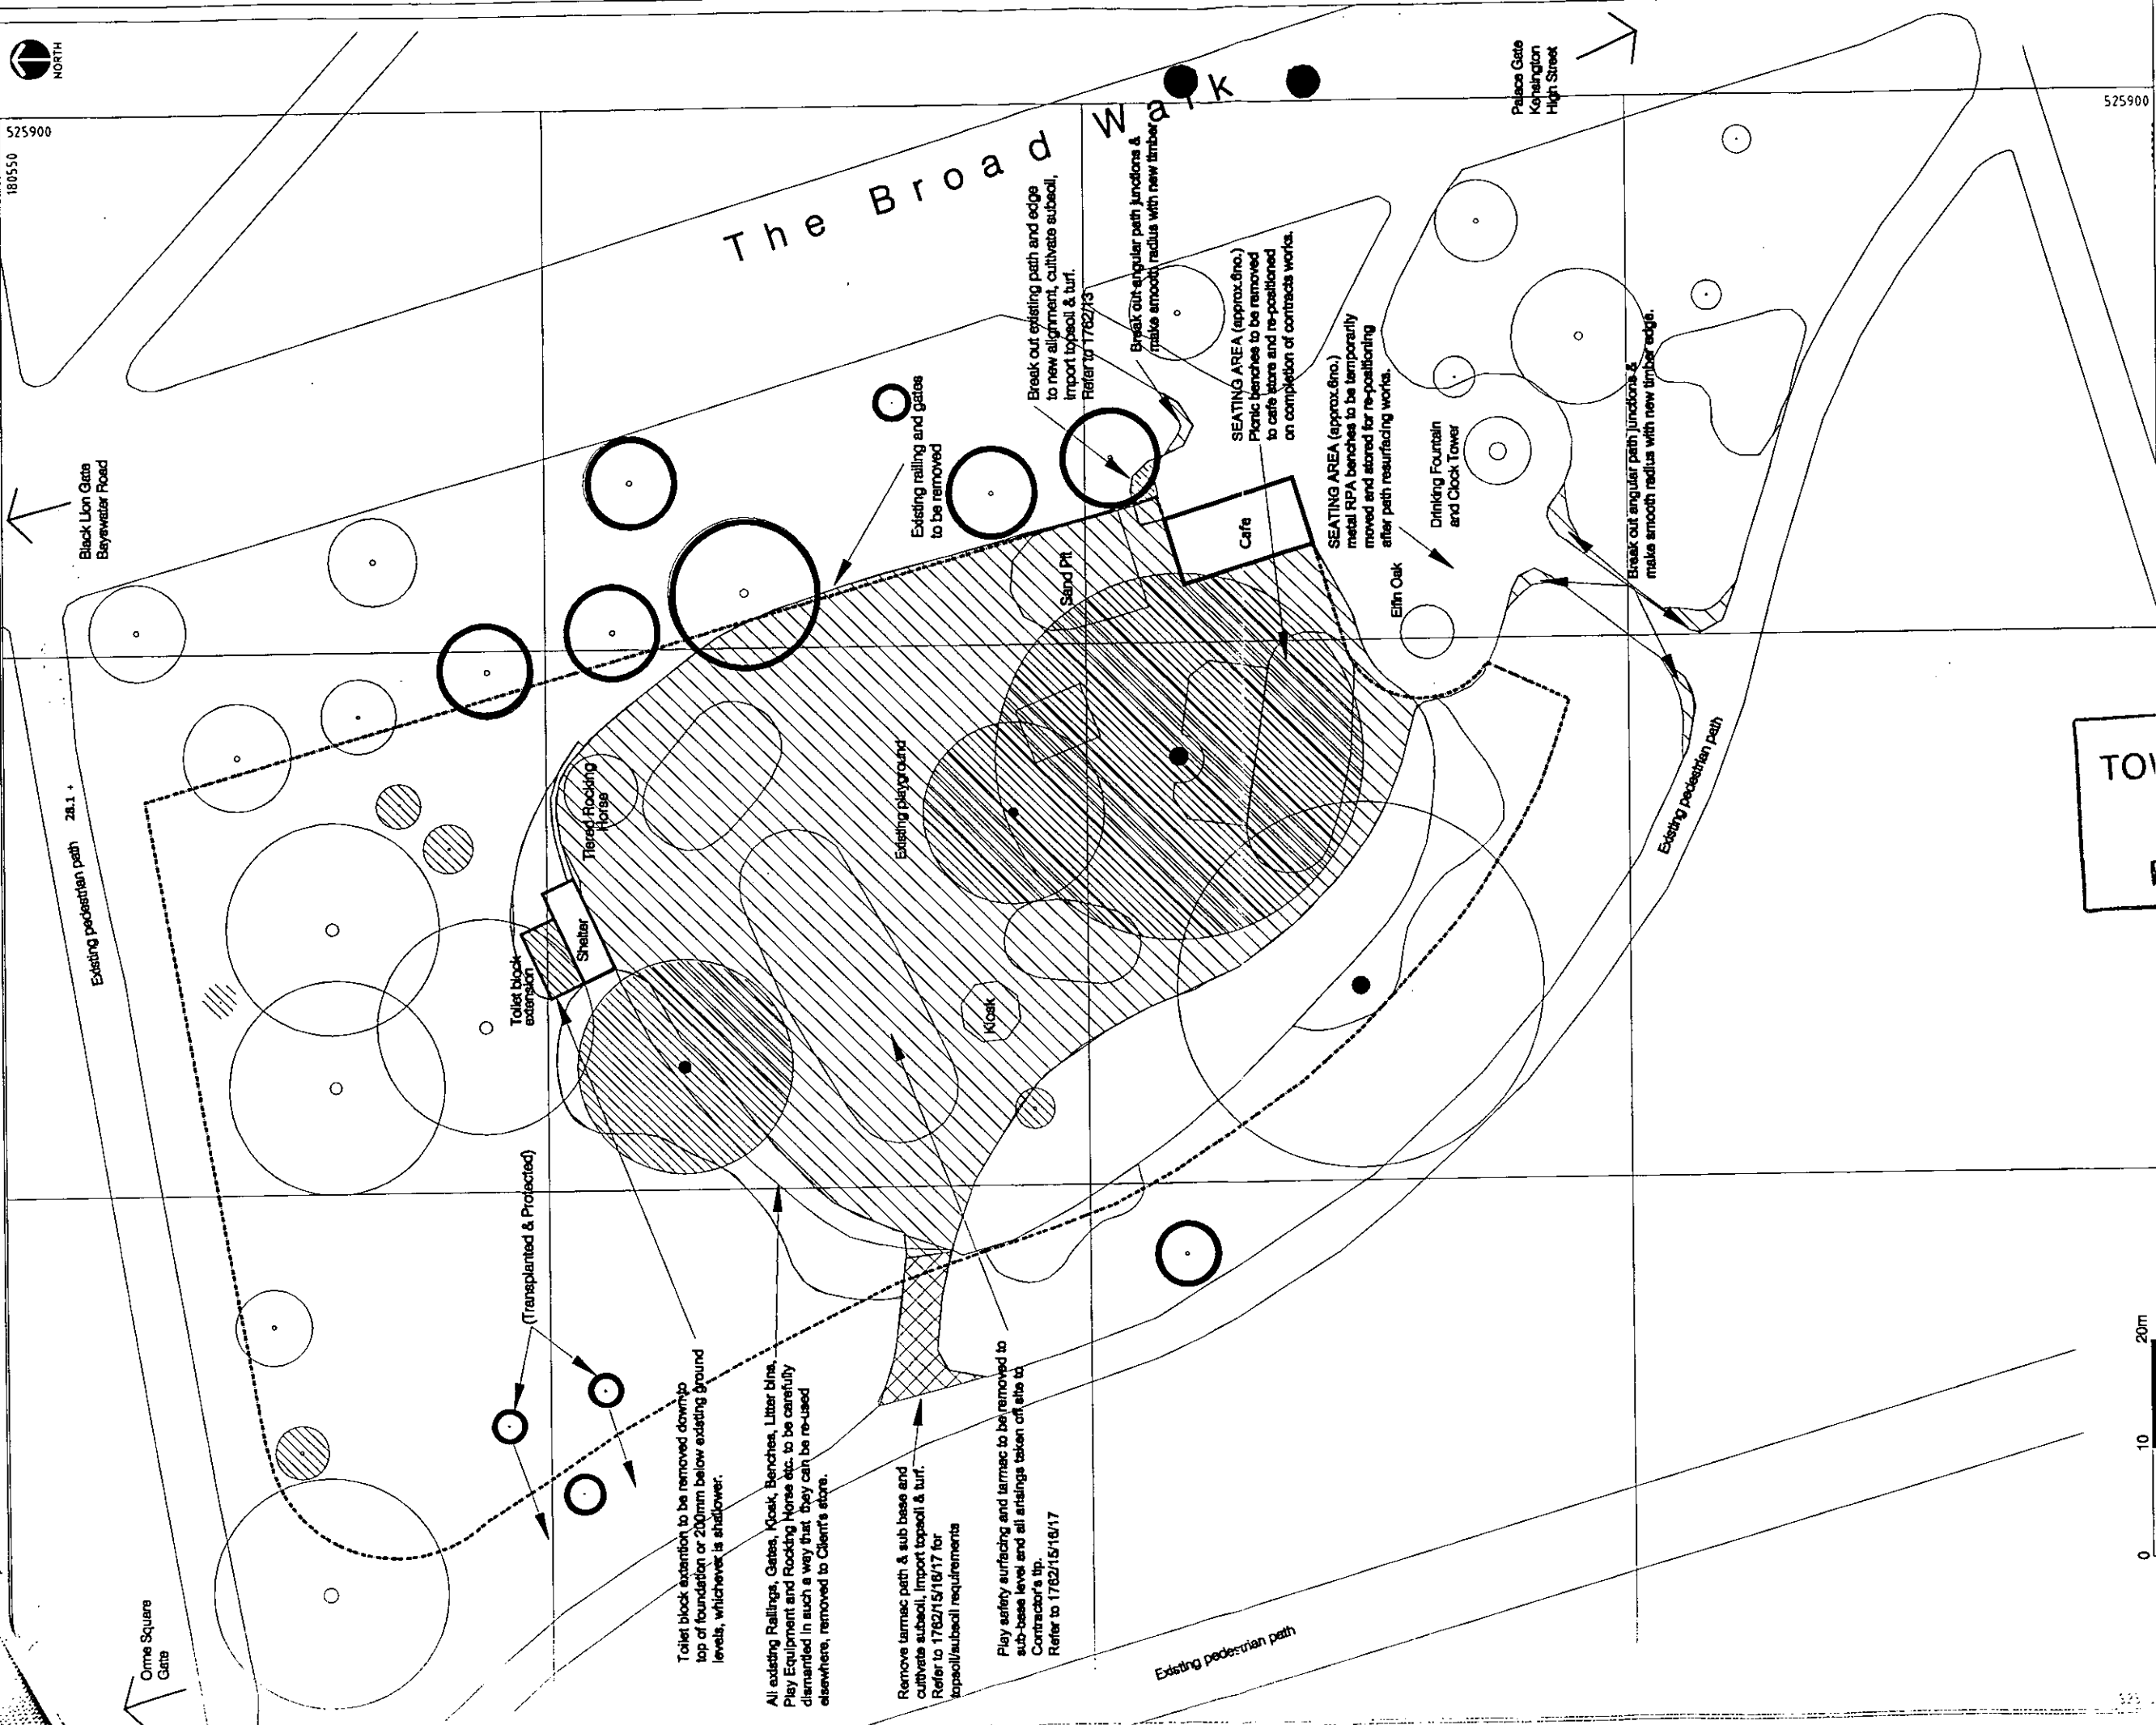 NORTH
525900
180550
525900
Palace Gate
Kensington
High Street
The Broad Walk
Black Lion Gate
Bayswater Road
Existing pedestrian path
28.1 +
Existing railing and gates
to be removed
Break out existing path and edge
to new alignment, cultivate subsoil,
import topsoil & turf.
Refer to 1762/13
Break out angular path junctions &
make smooth radius with new timber
SEATING AREA (approx.6no.)
Picnic benches to be removed
to cafe store and re-positioned
on completion of contracts works.
SEATING AREA (approx.6no.)
metal RPA benches to be temporarily
moved and stored for re-positioning
after path resurfacing works.
Drinking Fountain
and Clock Tower
Elfin Oak
Break out angular path junctions &
make smooth radius with new timber edge.
Cafe
Sand Pit
Existing playground
Tiered Rocking
Horse
Shelter
Toilet block
extension
Kiosk
Existing pedestrian path
TO
(Transplanted & Protected)
Toilet block extention to be removed down to
top of foundation or 200mm below existing ground
levels, whichever is shallower.
All existing Railings, Gates, Kiosk, Benches, Litter bins,
Play Equipment and Rocking Horse etc. to be carefully
dismantled in such a way that they can be re-used
elsewhere, removed to Client's store.
Remove tarmac path & sub base and
cultivate subsoil, import topsoil & turf.
Refer to 1762/15/16/17 for
topsoil/subsoil requirements
Play safety surfacing and tarmac to be removed to
sub-base level and all arisings taken off site to
Contractor's tip.
Refer to 1762/15/16/17
Existing pedestrian path
Orme Square
Gate
0 10 20m